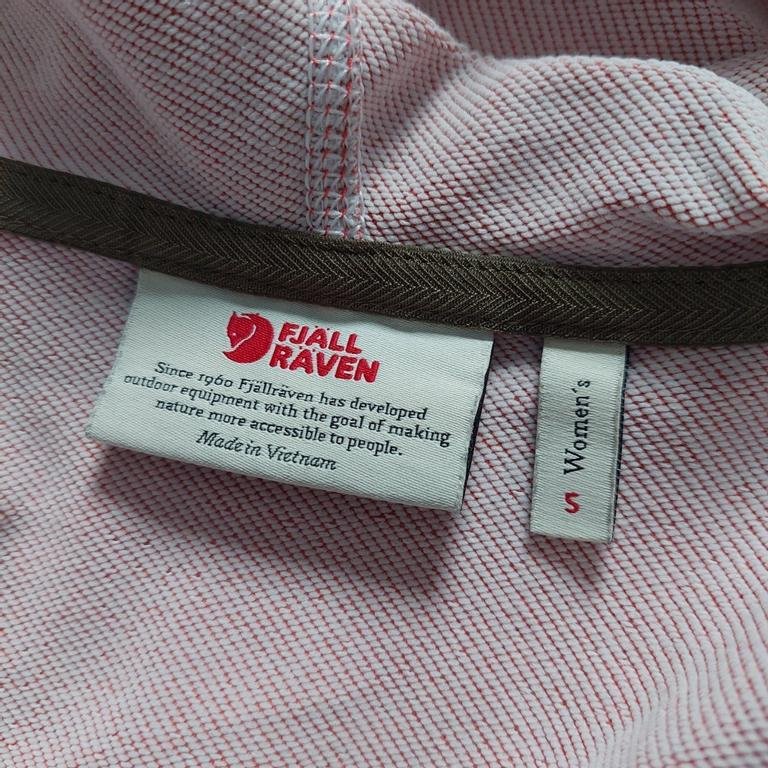 FJÄLL
RÄVEN
Since 1960 Fjällräven has developed
outdoor equipment with the goal of making
nature more accessible to people.
Made in Vietnam
Women's
S